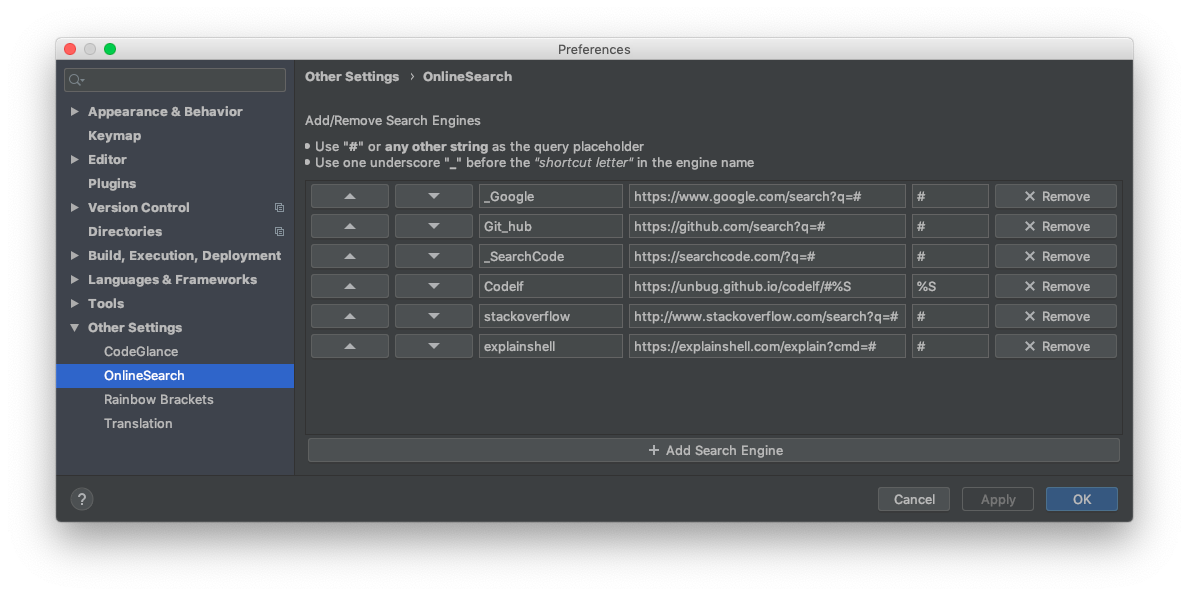 Preferences
Appearance & Behavior
Keymap
Editor
Plugins
Version Control
Directories
Build, Execution, Deployment
Languages & Frameworks
Tools
Other Settings
CodeGlance
OnlineSearch
Rainbow Brackets
Translation
Other Settings › OnlineSearch
Add/Remove Search Engines
• Use "#" or any other string as the query placeholder
• Use one underscore "_" before the "shortcut letter" in the engine name
_Google https://www.google.com/search?q=# # Remove
Git_hub https://github.com/search?q=# # Remove
_SearchCode https://searchcode.com/?q=# # Remove
Codelf https://unbug.github.io/codelf/#%S %S Remove
stackoverflow http://www.stackoverflow.com/search?q=# # Remove
explainshell https://explainshell.com/explain?cmd=# # Remove
+ Add Search Engine
? Cancel Apply OK